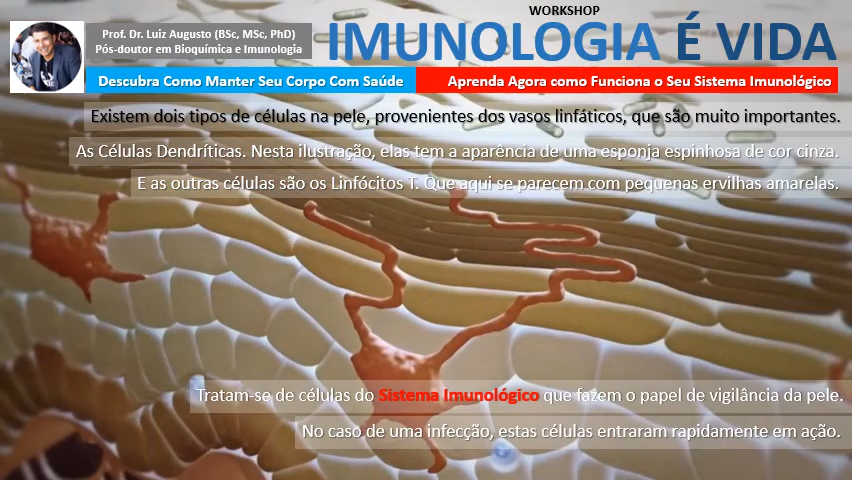 WORKSHOP
IMUNOLOGIA É VIDA
Prof. Dr. Luiz Augusto (BSc, MSc, PhD)
Pós-doutor em Bioquímica e Imunologia
Descubra Como Manter Seu Corpo Com Saúde
Aprenda Agora como Funciona o Seu Sistema Imunológico
Existem dois tipos de células na pele, provenientes dos vasos linfáticos, que são muito importantes.
As Células Dendríticas. Nesta ilustração, elas tem a aparência de uma esponja espinhosa de cor cinza.
E as outras células são os Linfócitos T. Que aqui se parecem com pequenas ervilhas amarelas.
Tratam-se de células do Sistema Imunológico que fazem o papel de vigilância da pele.
No caso de uma infecção, estas células entraram rapidamente em ação.